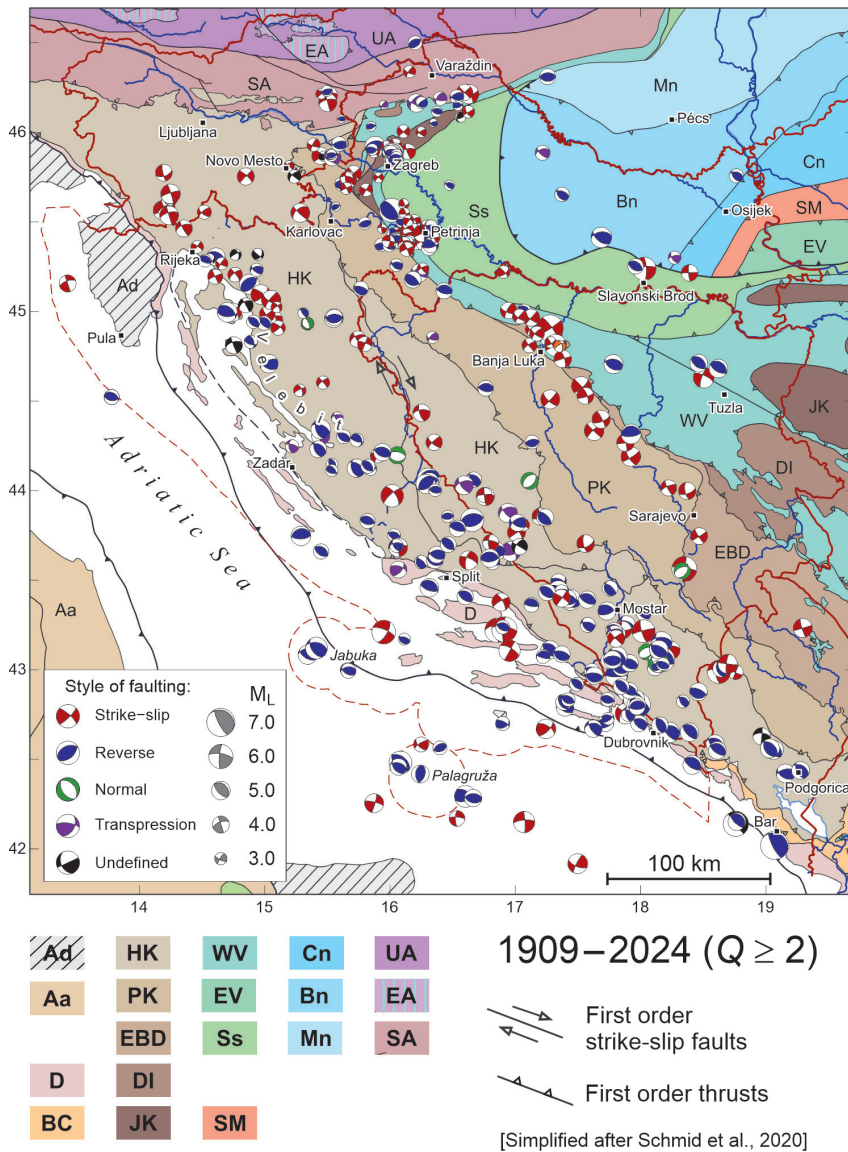 UA
EA
Varaždin
SA
Mn
Ljubljana
Pécs
46
Novo Mesto
Zagreb
Cn
Ss
Bn
SM
Osijek
Karlovac
Petrinja
EV
Rijeka
HK
Ad
Slavonski Brod
45
Pula
Velebit
Banja Luka
JK
Tuzla
WV
HK
Adriatic Sea
Zadar
DI
44
PK
Sarajevo
EBD
Aa
Split
Mostar
D
43
Jabuka
Style of faulting:
ML
Strike-slip
7.0
Reverse
6.0
Normal
5.0
Transpression
4.0
Undefined
3.0
Dubrovnik
Palagruža
Podgorica
Bar
42
100 km
14
15
16
17
18
19
Ad
HK
WV
Cn
UA
Aa
PK
EV
Bn
EA
EBD
Ss
Mn
SA
D
DI
BC
JK
SM
1909–2024 (Q ≥ 2)
First order
strike-slip faults
First order thrusts
[Simplified after Schmid et al., 2020]